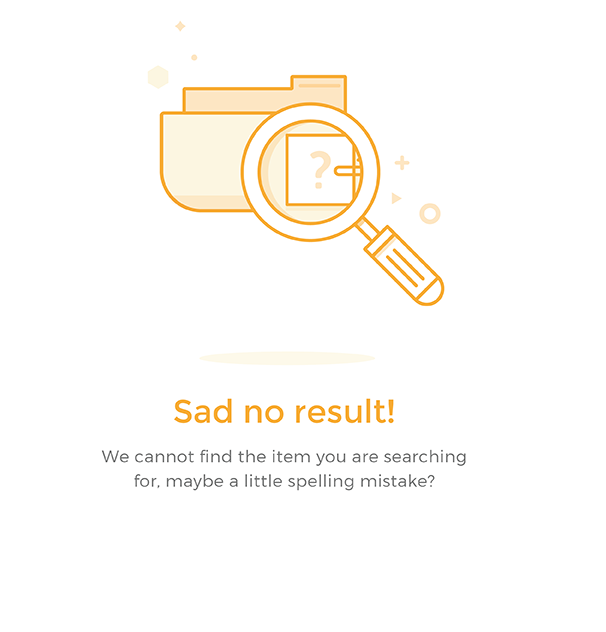 ?
Sad no result!
We cannot find the item you are searching
for, maybe a little spelling mistake?